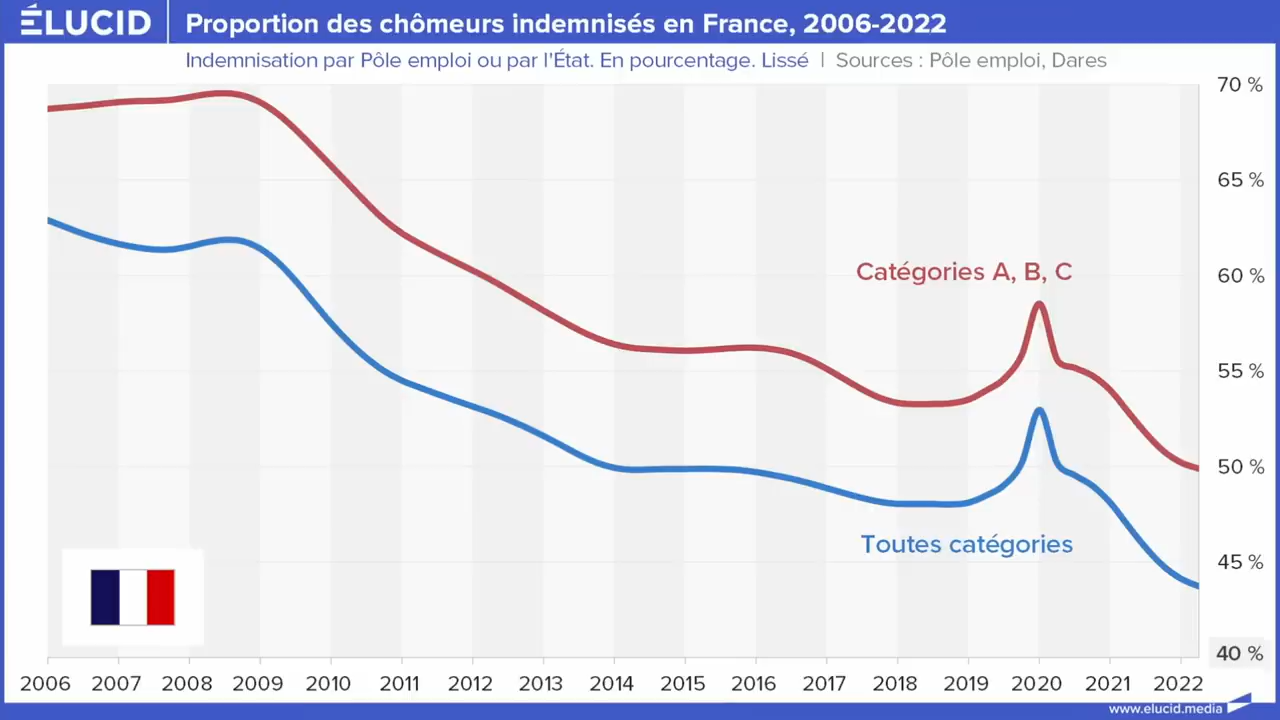 ÉLUCID
Proportion des chômeurs indemnisés en France, 2006-2022
Indemnisation par Pôle emploi ou par l'État. En pourcentage. Lissé | Sources : Pôle emploi, Dares
70 %
65 %
60 %
55 %
50 %
45 %
40 %
Catégories A, B, C
Toutes catégories
2006 2007 2008 2009 2010 2011 2012 2013 2014 2015 2016 2017 2018 2019 2020 2021 2022
www.elucid.media